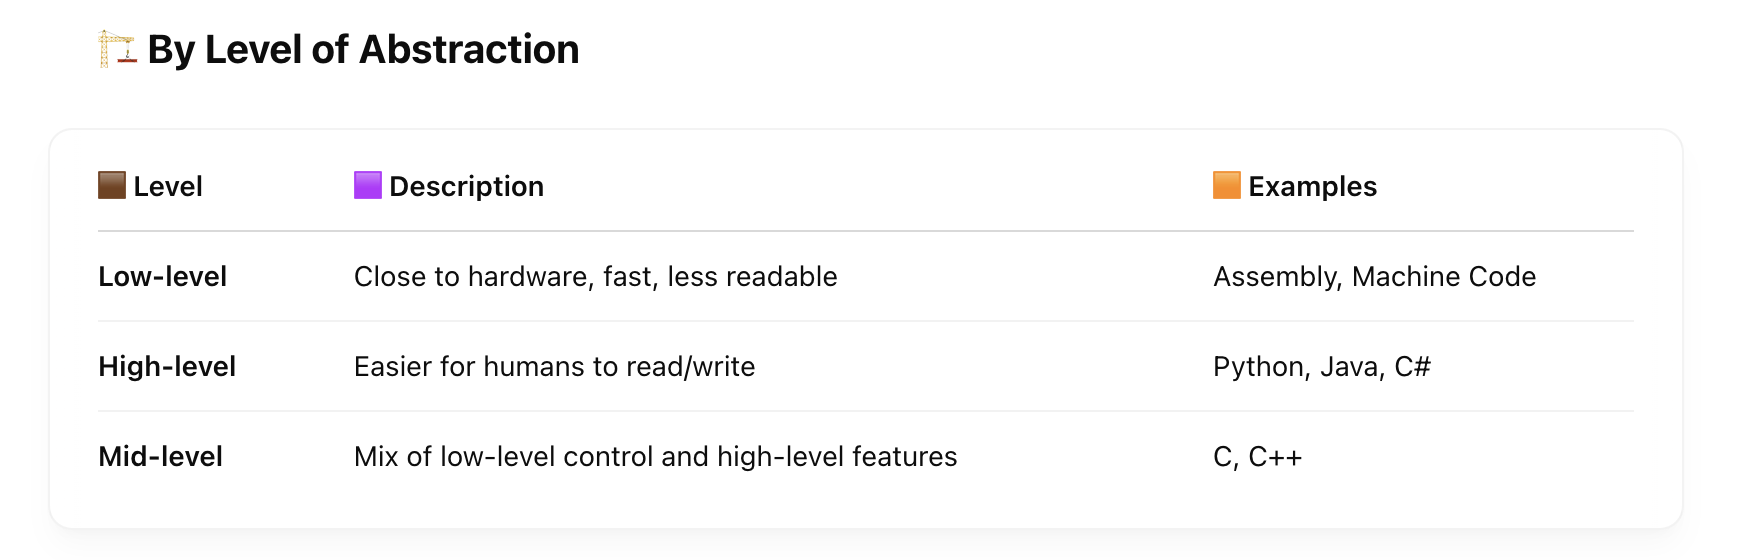 🏗️ By Level of Abstraction
🟫 Level 🟪 Description 🟧 Examples
Low-level Close to hardware, fast, less readable Assembly, Machine Code
High-level Easier for humans to read/write Python, Java, C#
Mid-level Mix of low-level control and high-level features C, C++